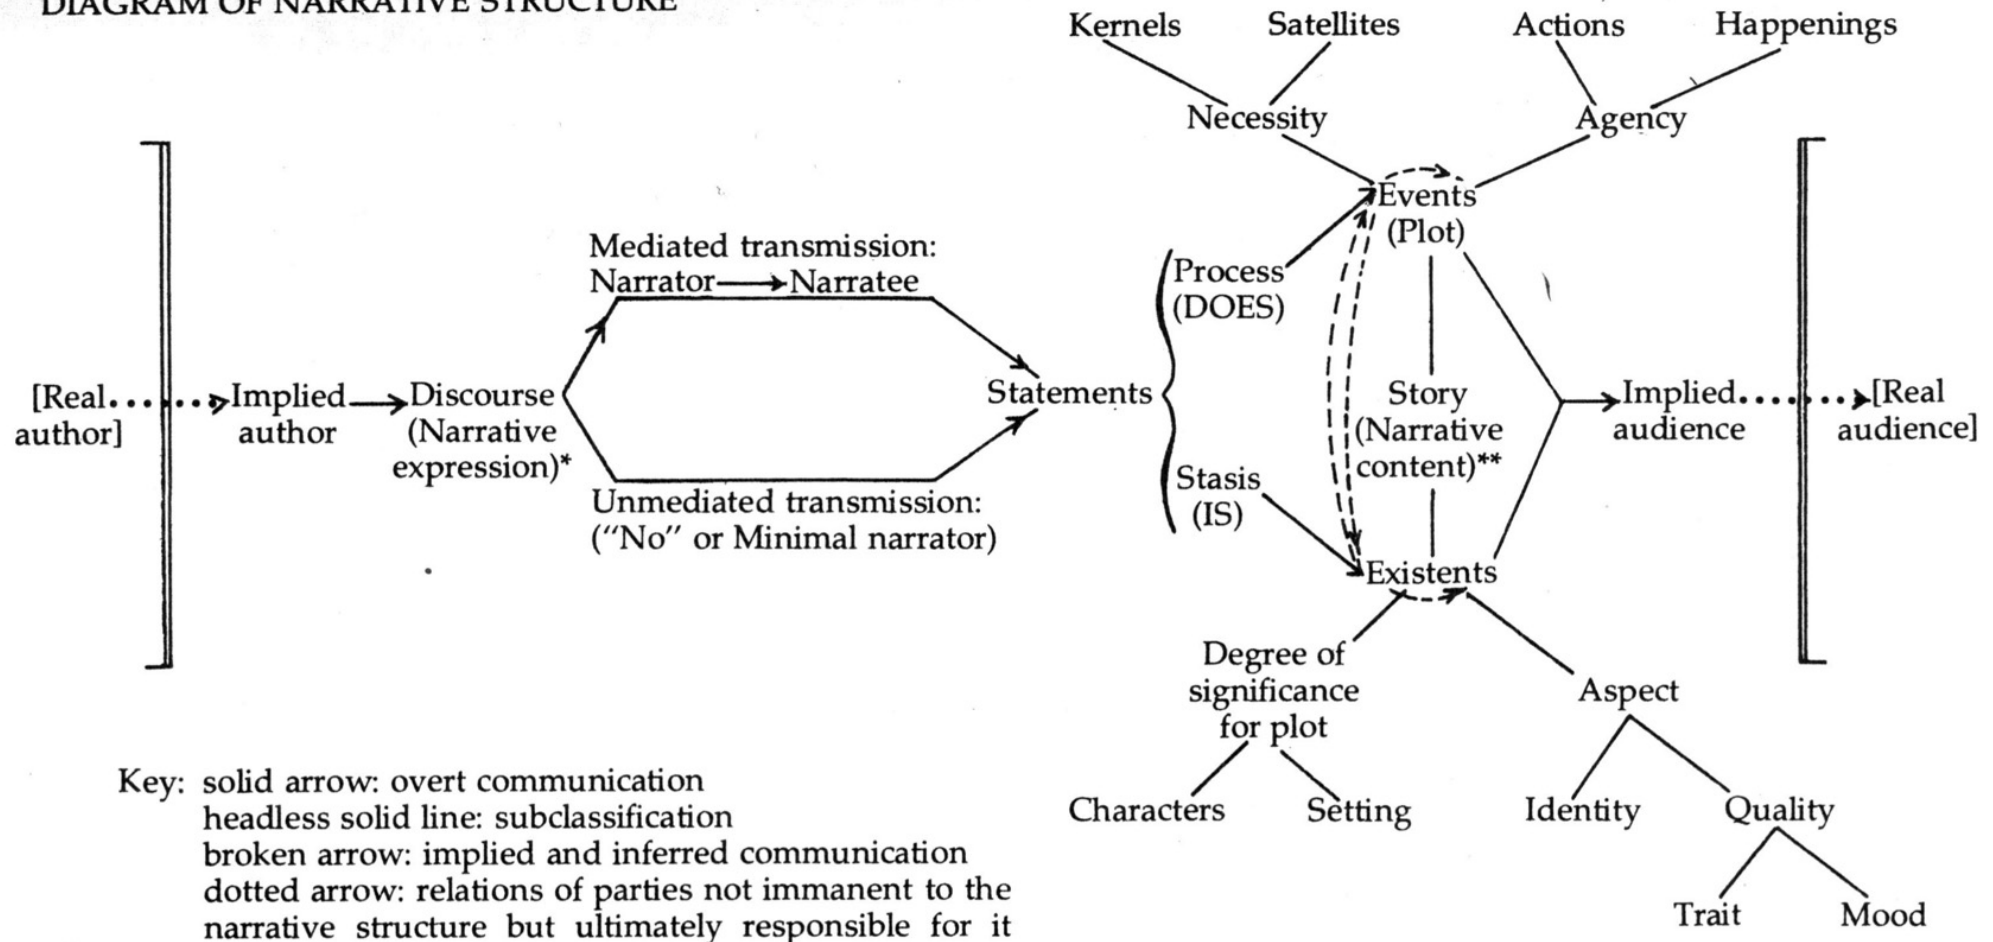 DIAGRAM OF NARRATIVE STRUCTURE
Kernels Satellites Actions Happenings
Necessity Agency
Events
(Plot)
Mediated transmission:
Narrator Narratee
Process
(DOES)
[Real
author]
Implied
author
Discourse
(Narrative
expression)*
Statements
Story
(Narrative
content)**
Implied
audience
[Real
audience]
Unmediated transmission:
("No" or Minimal narrator)
Stasis
(IS)
Existents
Degree of
significance
for plot
Aspect
Characters Setting Identity Quality
Trait Mood
Key: solid arrow: overt communication
headless solid line: subclassification
broken arrow: implied and inferred communication
dotted arrow: relations of parties not immanent to the
narrative structure but ultimately responsible for it